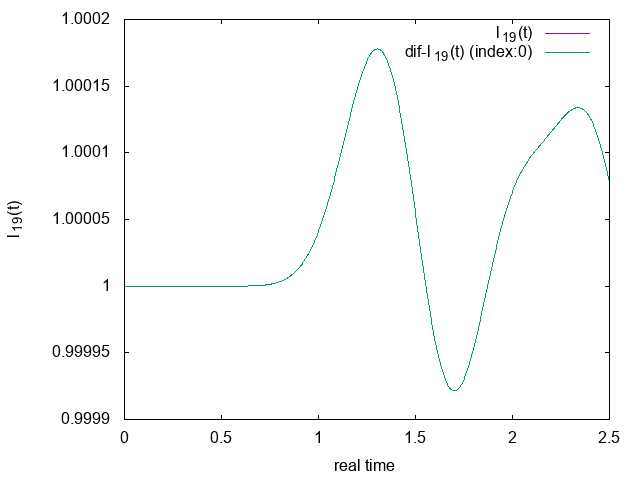 1.0002
1.00015
1.0001
1.00005
1
0.99995
0.9999
0 0.5 1 1.5 2 2.5
I19(t)
real time
I19(t)
dif-I19(t) (index:0)